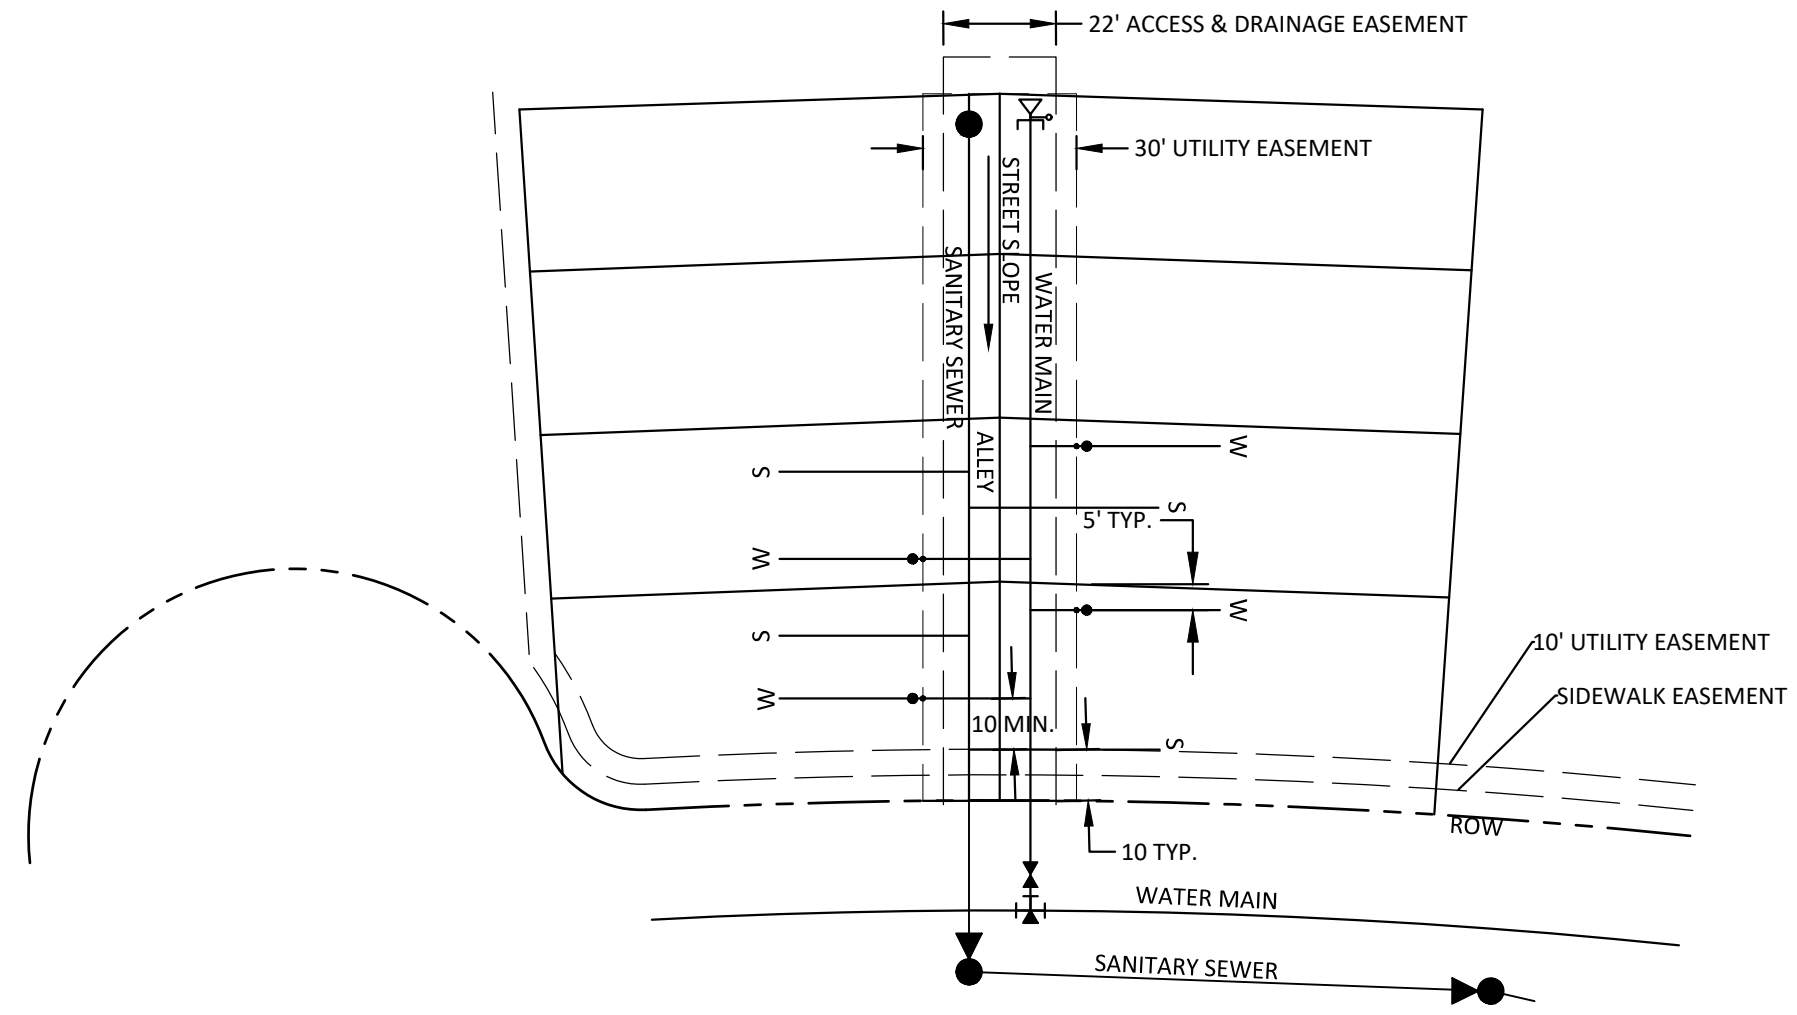 22' ACCESS & DRAINAGE EASEMENT
30' UTILITY EASEMENT
STREET SLOPE
SANITARY SEWER
WATER MAIN
ALLEY
W
S
S
5' TYP.
W
W
S
10' UTILITY EASEMENT
SIDEWALK EASEMENT
W
10 MIN.
S
ROW
10 TYP.
WATER MAIN
SANITARY SEWER